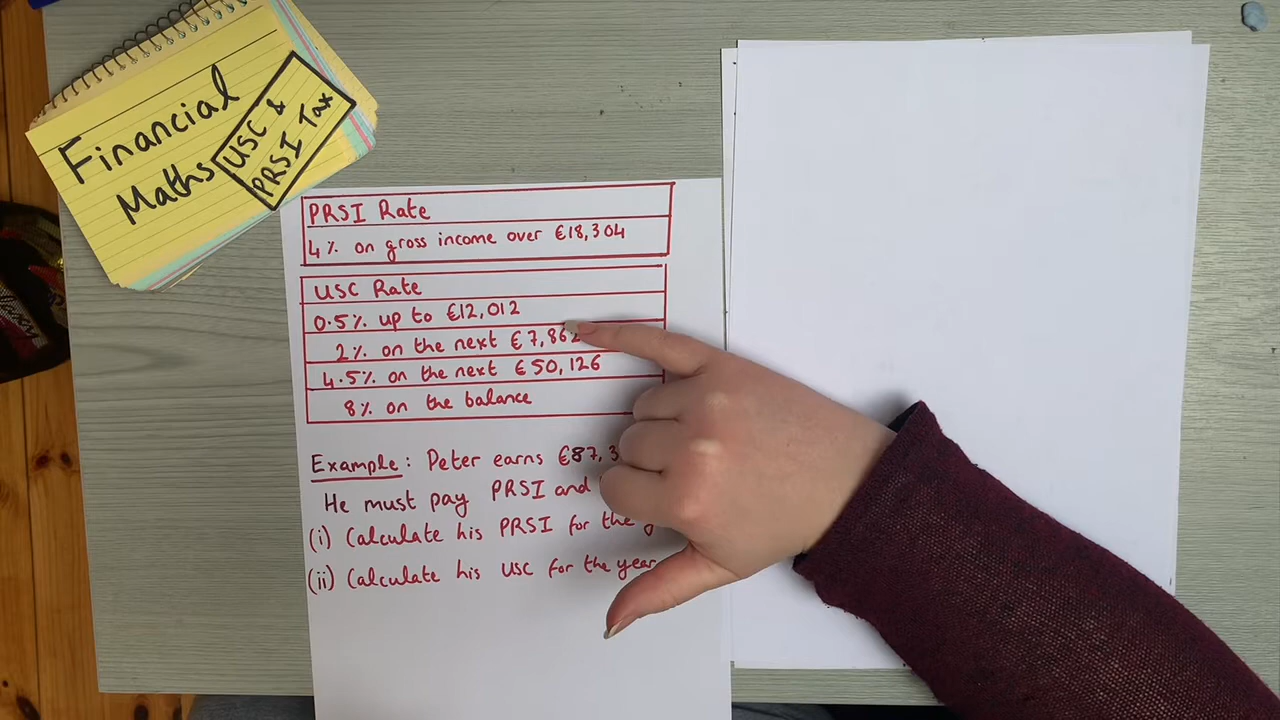 Financial
Maths
USC &
PRSI Tax
PRSI Rate
4% on gross income over €18,304
USC Rate
0.5% up to €12,012
2% on the next €7,862
4.5% on the next €50,126
8% on the balance
Example: Peter earns €87,3
He must pay PRSI and
(i) Calculate his PRSI for the
(ii) Calculate his USC for the year